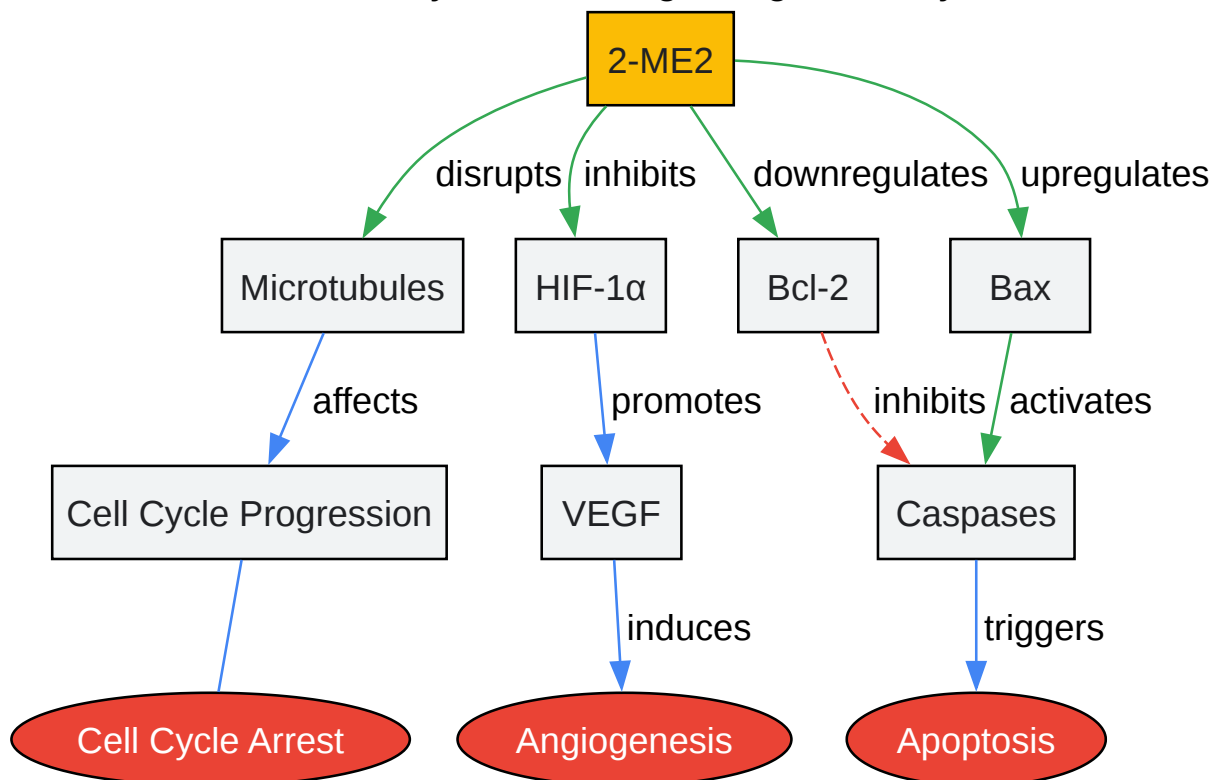 2-ME2
disrupts inhibits downregulates upregulates
Microtubules HIF-1α Bcl-2 Bax
affects promotes inhibits activates
Cell Cycle Progression VEGF Caspases
induces triggers
Cell Cycle Arrest Angiogenesis Apoptosis